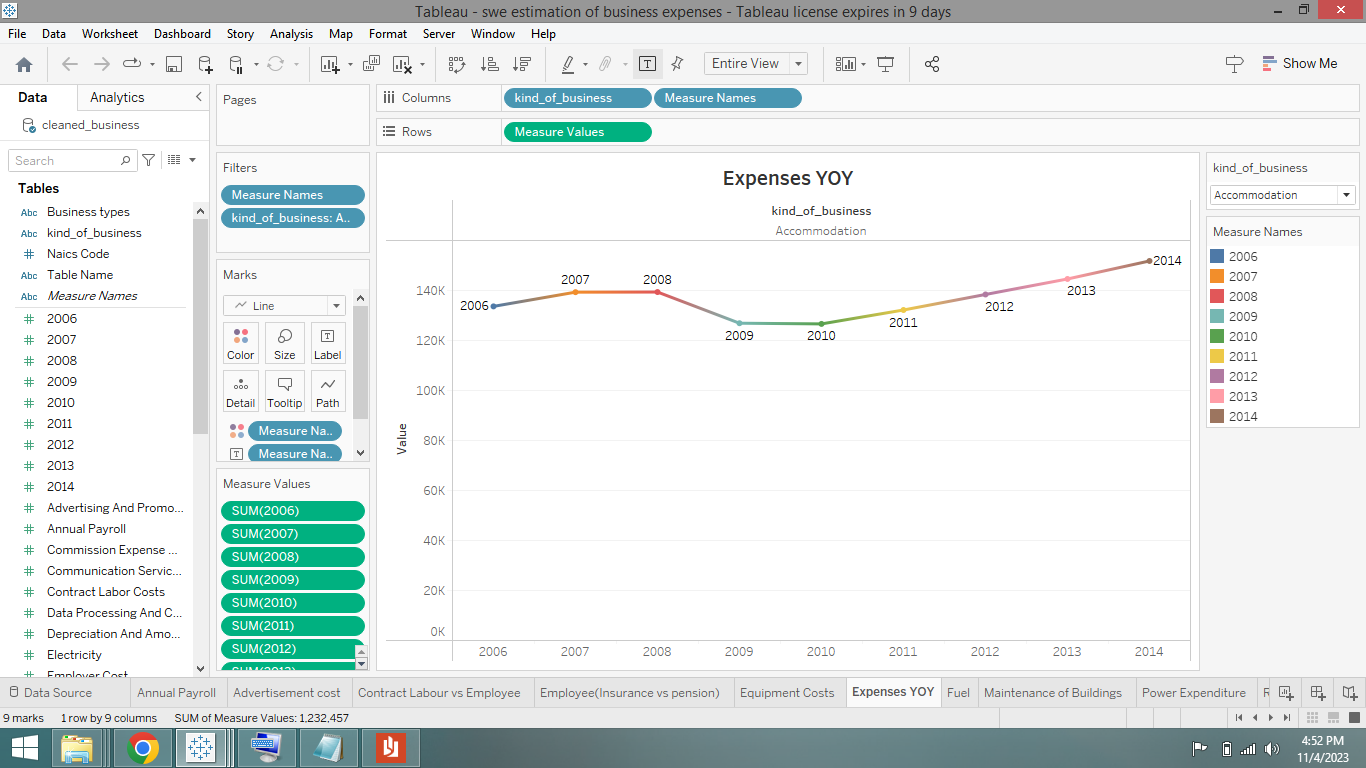 Tableau - swe estimation of business expenses - Tableau license expires in 9 days
File Data Worksheet Dashboard Story Analysis Map Format Server Window Help
Entire View
Show Me
Data Analytics
cleaned_business
Search
Tables
Abc Business types
Abc kind_of_business
# Naics Code
Abc Table Name
Abc Measure Names
# 2006
# 2007
# 2008
# 2009
# 2010
# 2011
# 2012
# 2013
# 2014
# Advertising And Promo...
# Annual Payroll
# Commission Expense ...
# Communication Servic...
# Contract Labor Costs
# Data Processing And C...
# Depreciation And Amo...
# Electricity
# Employer Cost
Pages
Filters
Measure Names
kind_of_business: A..
Marks
Line
Color Size Label
Detail Tooltip Path
Measure Na..
Measure Na..
Measure Values
SUM(2006)
SUM(2007)
SUM(2008)
SUM(2009)
SUM(2010)
SUM(2011)
SUM(2012)
SUM(2013)
Columns kind_of_business Measure Names
Rows Measure Values
Expenses YOY
kind_of_business
Accommodation
Value
140K
120K
100K
80K
60K
40K
20K
0K
2006
2007
2008
2009
2010
2011
2012
2013
2014
2006 2007 2008 2009 2010 2011 2012 2013 2014
kind_of_business
Accommodation
Measure Names
2006
2007
2008
2009
2010
2011
2012
2013
2014
Data Source Annual Payroll Advertisement cost Contract Labour vs Employee Employee(Insurance vs pension) Equipment Costs Expenses YOY Fuel Maintenance of Buildings Power Expenditure
9 marks 1 row by 9 columns SUM of Measure Values: 1,232,457
4:52 PM
11/4/2023